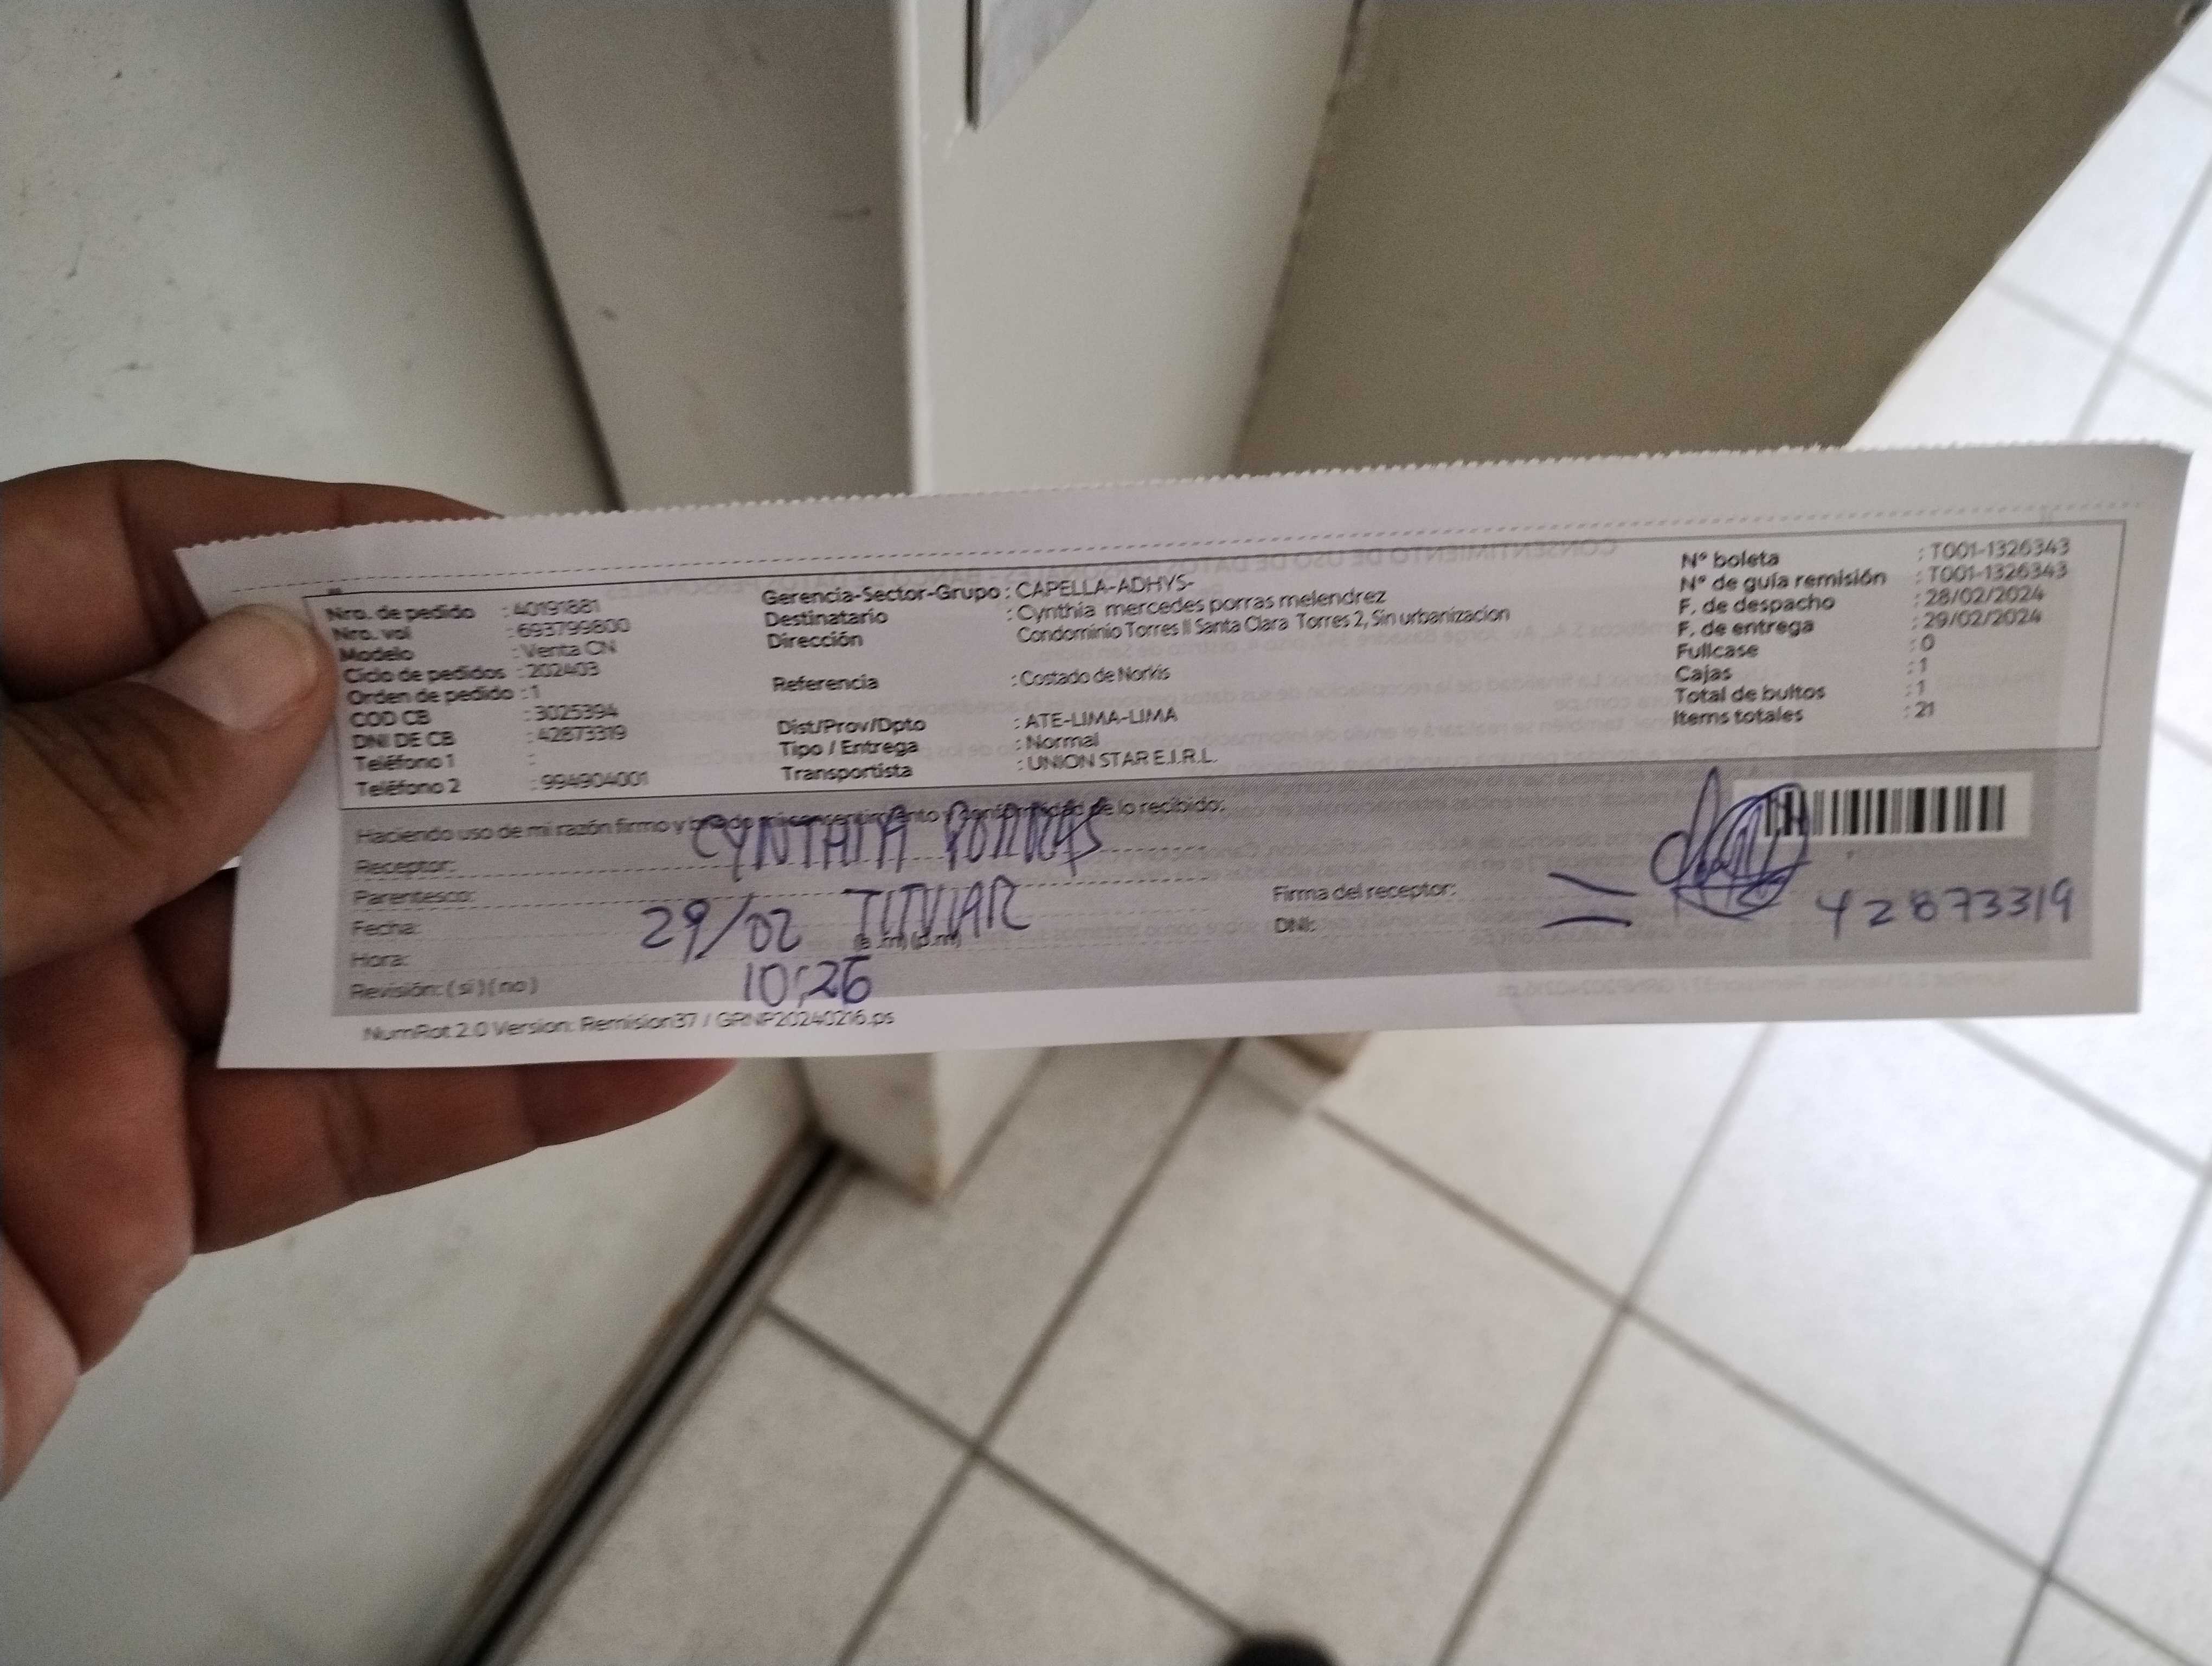 Nro. de pedido : 40191881
Nro. vol : 693799800
Modelo : Venta CN
Ciclo de pedidos : 202403
Orden de pedido : 1
COD CB : 3025394
DNI DE CB : 42873319
Teléfono 1 :
Teléfono 2 : 994904001
Gerencia-Sector-Grupo : CAPELLA-ADHYS-
Destinatario : Cynthia mercedes porras melendrez
Dirección : Condominio Torres II Santa Clara Torres 2, Sin urbanizacion
Referencia : Costado de Norkis
Dist/Prov/Dpto : ATE-LIMA-LIMA
Tipo / Entrega : Normal
Transportista : UNION STAR E.I.R.L.
N° boleta : T001-1326343
N° de guía remisión : T001-1326343
F. de despacho : 28/02/2024
F. de entrega : 29/02/2024
Fullcase : 0
Cajas : 1
Total de bultos : 1
Items totales : 21
Haciendo uso de mi razón firmo y brindo mi consentimiento y conformidad de lo recibido:
Receptor: CYNTHIA PORRAS
Parentesco: TITULAR
Fecha: 29/02
Hora: 10:26 (a.m) (p.m)
Revisión: ( si ) ( no )
Firma del receptor:
DNI: 42873319
NumRot 2.0 Version: Remision37 / GRNP20240216.ps